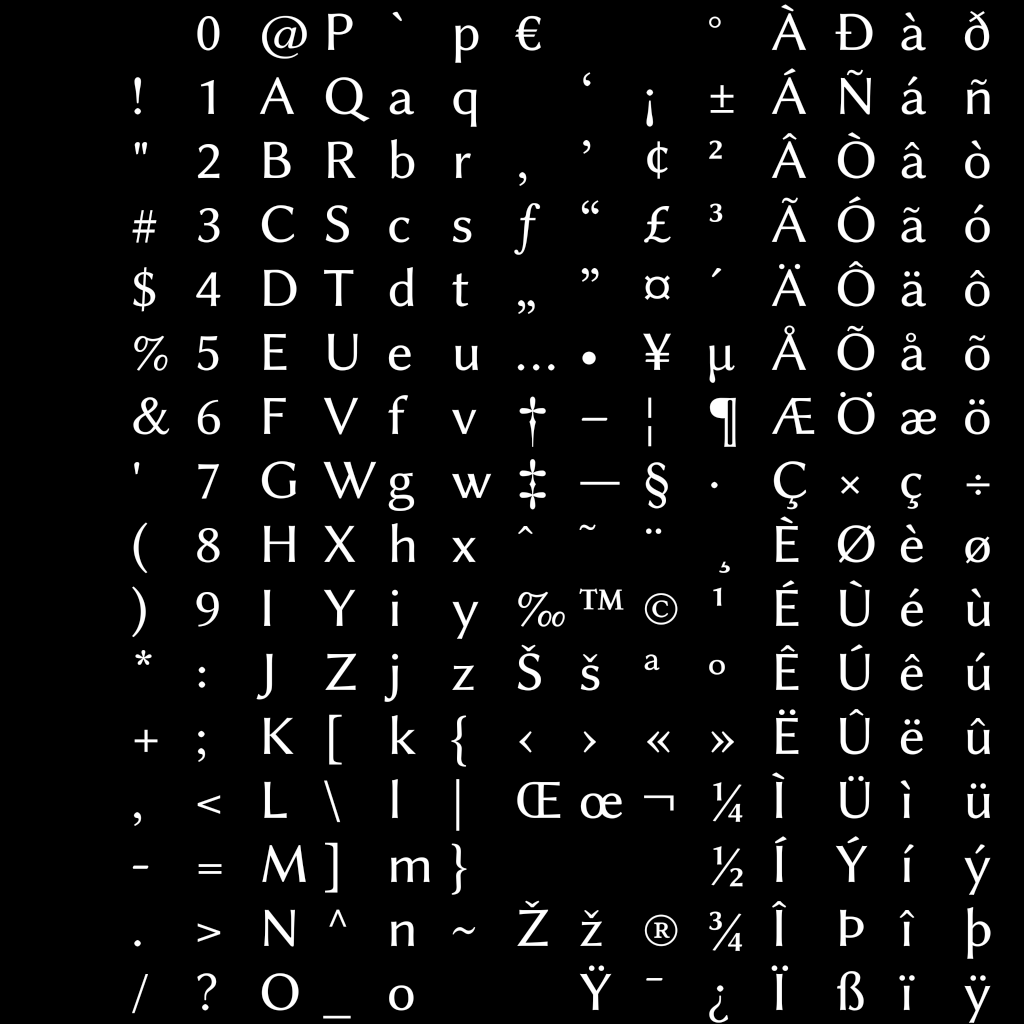 0 @ P ` p € ° À Ð à ð
! 1 A Q a q ‘ ¡ ± Á Ñ á ñ
" 2 B R b r ‚ ’ ¢ ² Â Ò â ò
# 3 C S c s ƒ “ £ ³ Ã Ó ã ó
$ 4 D T d t „ ” ¤ ´ Ä Ô ä ô
% 5 E U e u … • ¥ µ Å Õ å õ
& 6 F V f v † – ¦ ¶ Æ Ö æ ö
' 7 G W g w ‡ — § · Ç × ç ÷
( 8 H X h x ˆ ˜ ¨ ¸ È Ø è ø
) 9 I Y i y ‰ ™ © ¹ É Ù é ù
* : J Z j z Š š ª º Ê Ú ê ú
+ ; K [ k { ‹ › « » Ë Û ë û
, < L \ l | Œ œ ¬ ¼ Ì Ü ì ü
- = M ] m } ½ Í Ý í ý
. > N ^ n ~ Ž ž ® ¾ Î Þ î þ
/ ? O _ o Ÿ ¯ ¿ Ï ß ï ÿ